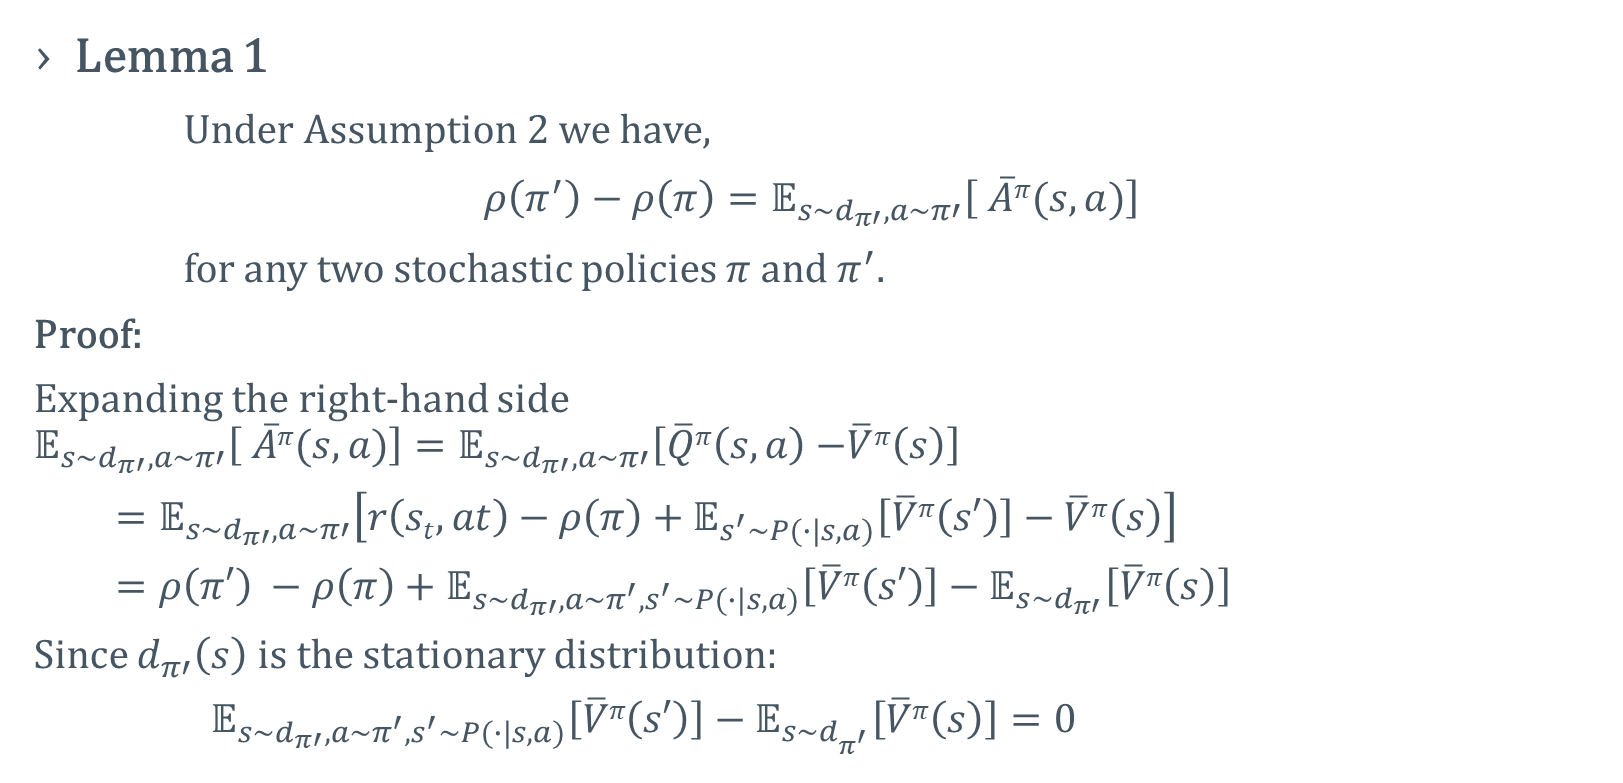 › Lemma 1
Under Assumption 2 we have,
ρ(π′) − ρ(π) = 𝔼_{s~d_{π′},a~π′}[ Ā^π(s, a)]
for any two stochastic policies π and π′.
Proof:
Expanding the right-hand side
𝔼_{s~d_{π′},a~π′}[ Ā^π(s, a)] = 𝔼_{s~d_{π′},a~π′}[Q̄^π(s, a) −V̄^π(s)]
= 𝔼_{s~d_{π′},a~π′}[r(s_t, at) − ρ(π) + 𝔼_{s′~P(·|s,a)}[V̄^π(s′)] − V̄^π(s)]
= ρ(π′) − ρ(π) + 𝔼_{s~d_{π′},a~π′,s′~P(·|s,a)}[V̄^π(s′)] − 𝔼_{s~d_{π′}}[V̄^π(s)]
Since d_{π′}(s) is the stationary distribution:
𝔼_{s~d_{π′},a~π′,s′~P(·|s,a)}[V̄^π(s′)] − 𝔼_{s~d_{π′}}[V̄^π(s)] = 0